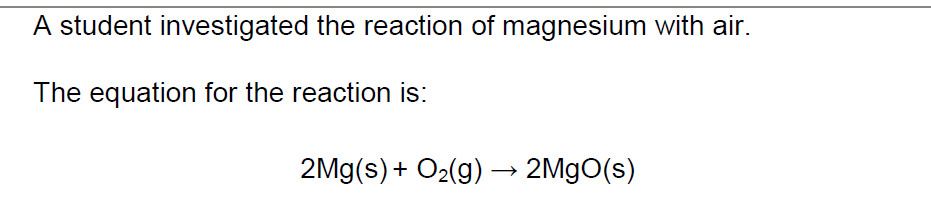 A student investigated the reaction of magnesium with air.
The equation for the reaction is:
2Mg(s) + O₂(g) → 2MgO(s)